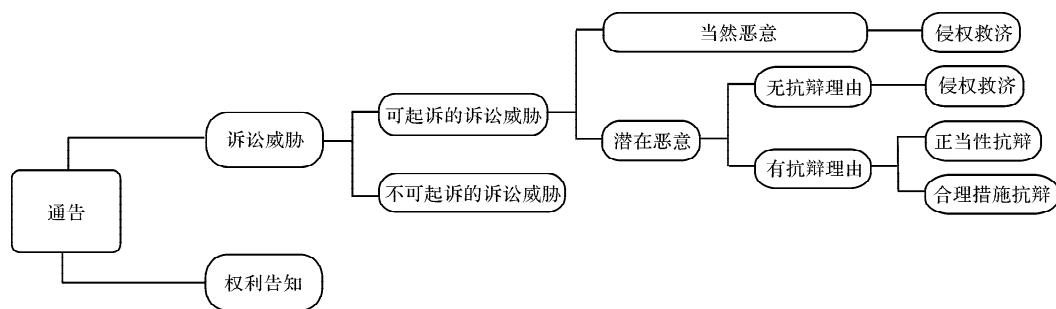 通告
诉讼威胁
权利告知
可起诉的诉讼威胁
不可起诉的诉讼威胁
当然恶意
侵权救济
潜在恶意
无抗辩理由
侵权救济
有抗辩理由
正当性抗辩
合理措施抗辩